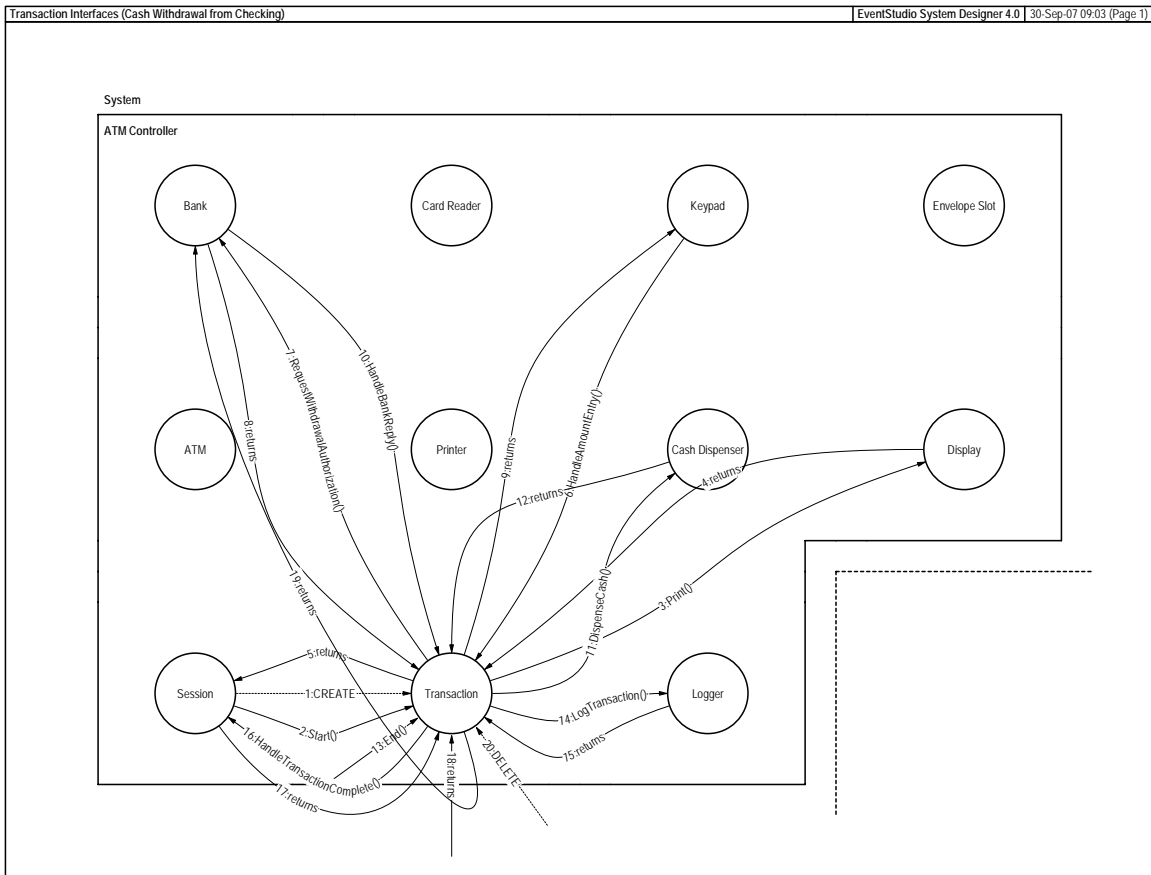 Transaction Interfaces (Cash Withdrawal from Checking)
EventStudio System Designer 4.0
30-Sep-07 09:03 (Page 1)
System
ATM Controller
Bank
Card Reader
Keypad
Envelope Slot
7:RequestWithdrawalAuthorization()
10:HandleBankReply()
8:returns
9:returns
6:HandleAmountEntry()
ATM
Printer
Cash Dispenser
Display
4:returns
12:returns
19:returns
11:DispenseCash()
3:Print()
5:returns
Session
1:CREATE
Transaction
Logger
2:Start()
14:LogTransaction()
13:End()
16:HandleTransactionComplete()
15:returns
17:returns
18:returns
20:DELETE